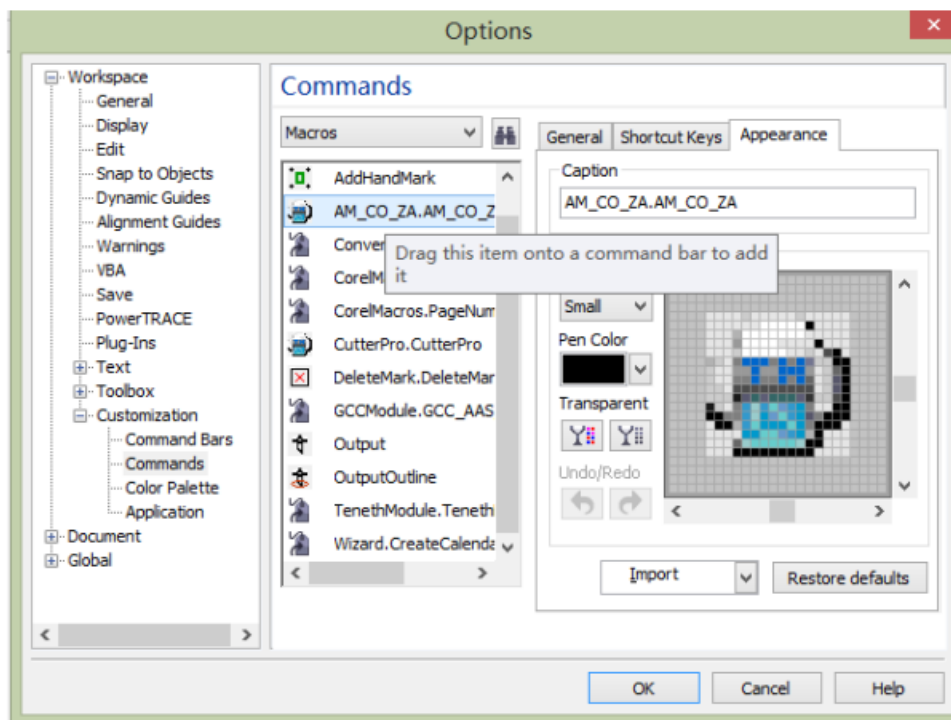 Options
Workspace
General
Display
Edit
Snap to Objects
Dynamic Guides
Alignment Guides
Warnings
VBA
Save
PowerTRACE
Plug-Ins
Text
Toolbox
Customization
Command Bars
Commands
Color Palette
Application
Document
Global
Commands
Macros
AddHandMark
AM_CO_ZA.AM_CO_Z
Conver
CorelM
CorelMacros.PageNum
CutterPro.CutterPro
DeleteMark.DeleteMar
GCCModule.GCC_AAS
Output
OutputOutline
TenethModule.Teneth
Wizard.CreateCalenda
Drag this item onto a command bar to add
it
General Shortcut Keys Appearance
Caption
AM_CO_ZA.AM_CO_ZA
Small
Pen Color
Transparent
Undo/Redo
Import
Restore defaults
OK Cancel Help